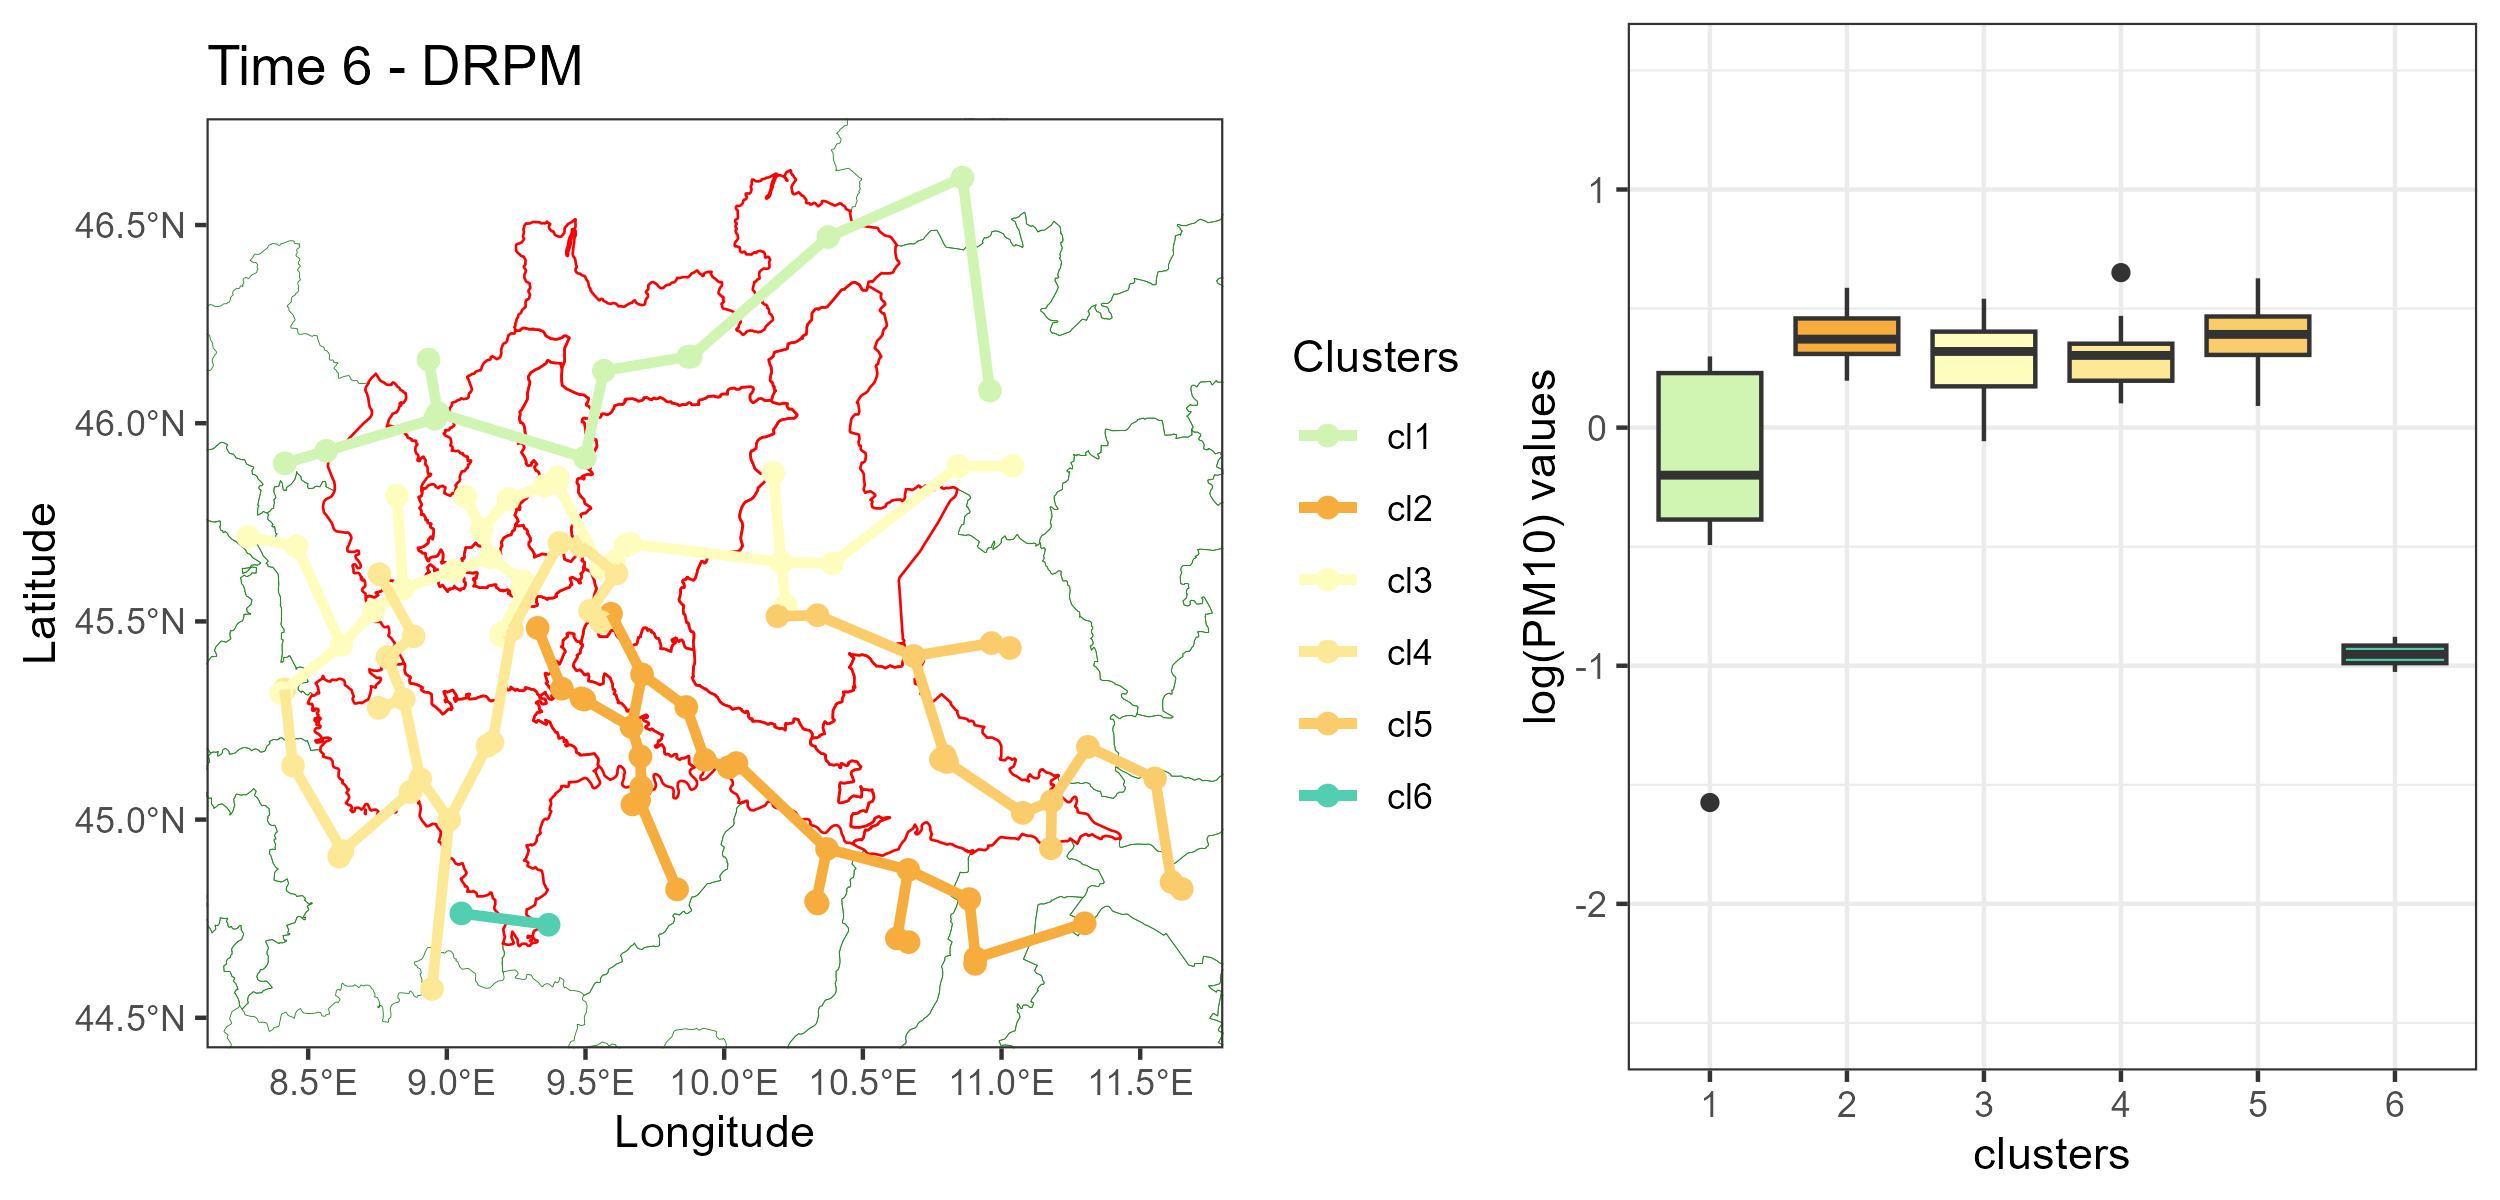 Time 6 - DRPM
46.5°N
46.0°N
45.5°N
45.0°N
44.5°N
Latitude
8.5°E 9.0°E 9.5°E 10.0°E 10.5°E 11.0°E 11.5°E
Longitude
Clusters
cl1
cl2
cl3
cl4
cl5
cl6
1
0
-1
-2
log(PM10) values
1 2 3 4 5 6
clusters